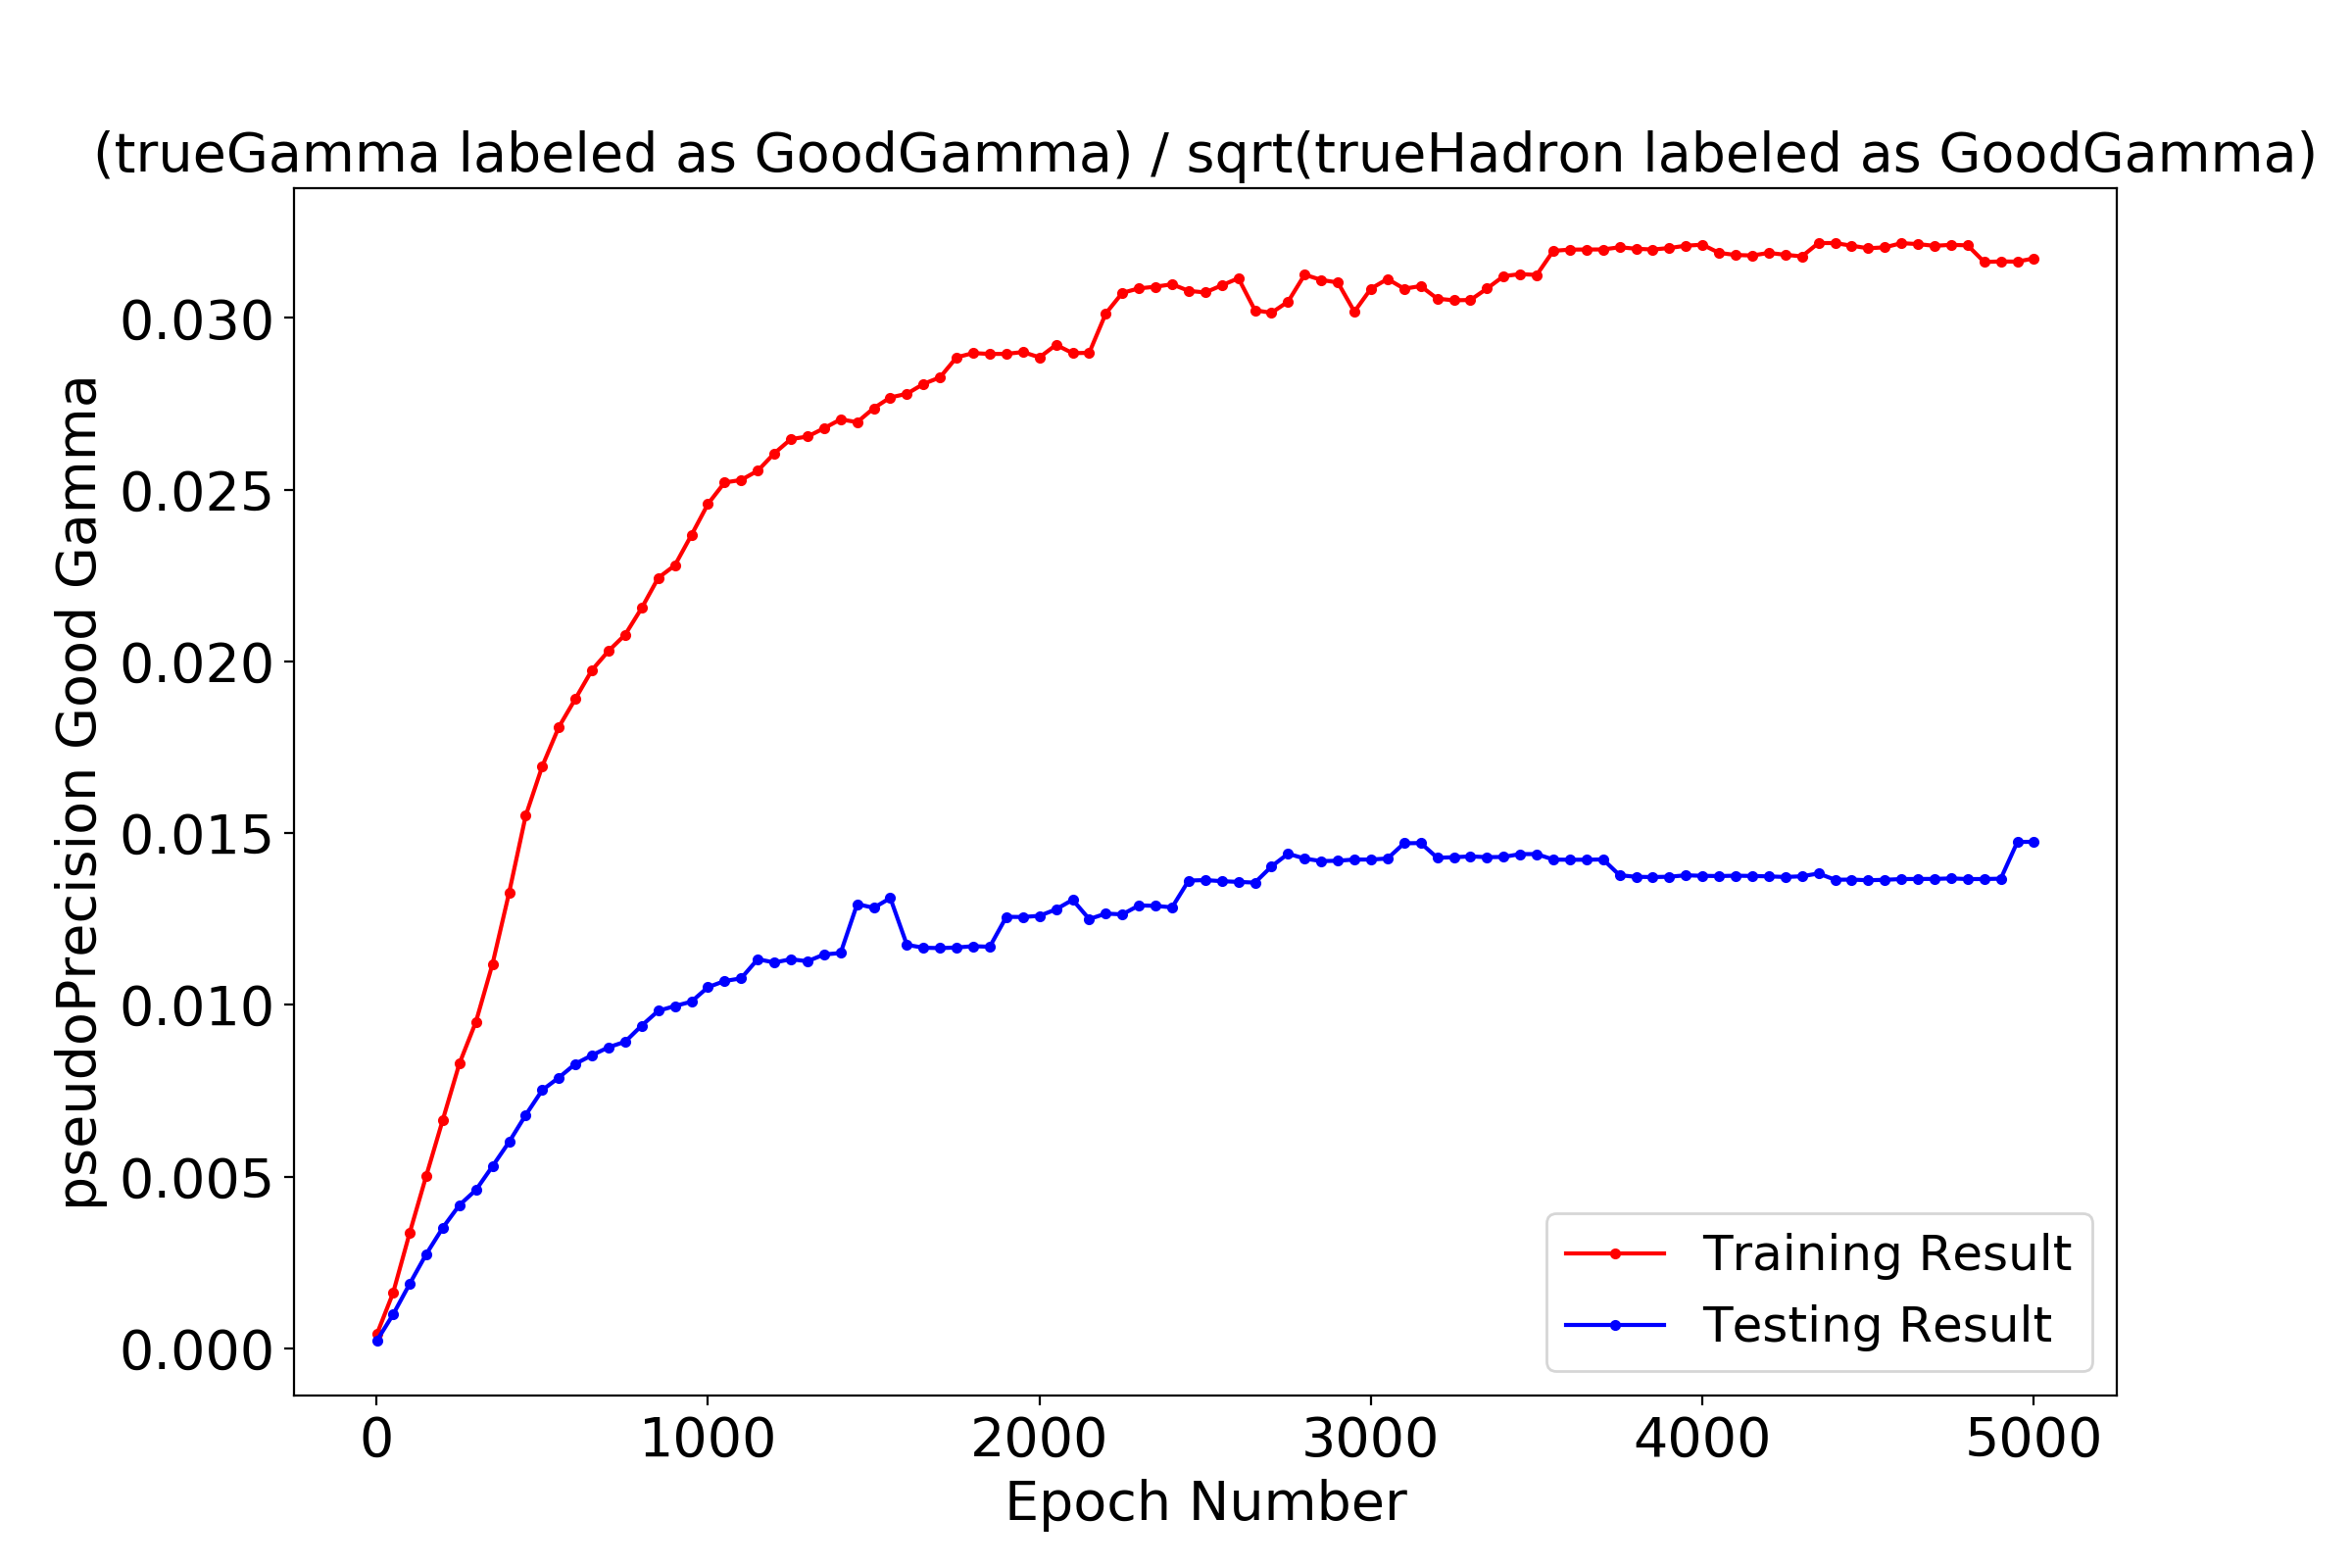 (trueGamma labeled as GoodGamma) / sqrt(trueHadron labeled as GoodGamma)
pseudoPrecision Good Gamma
0.030
0.025
0.020
0.015
0.010
0.005
0.000
Training Result
Testing Result
0 1000 2000 3000 4000 5000
Epoch Number